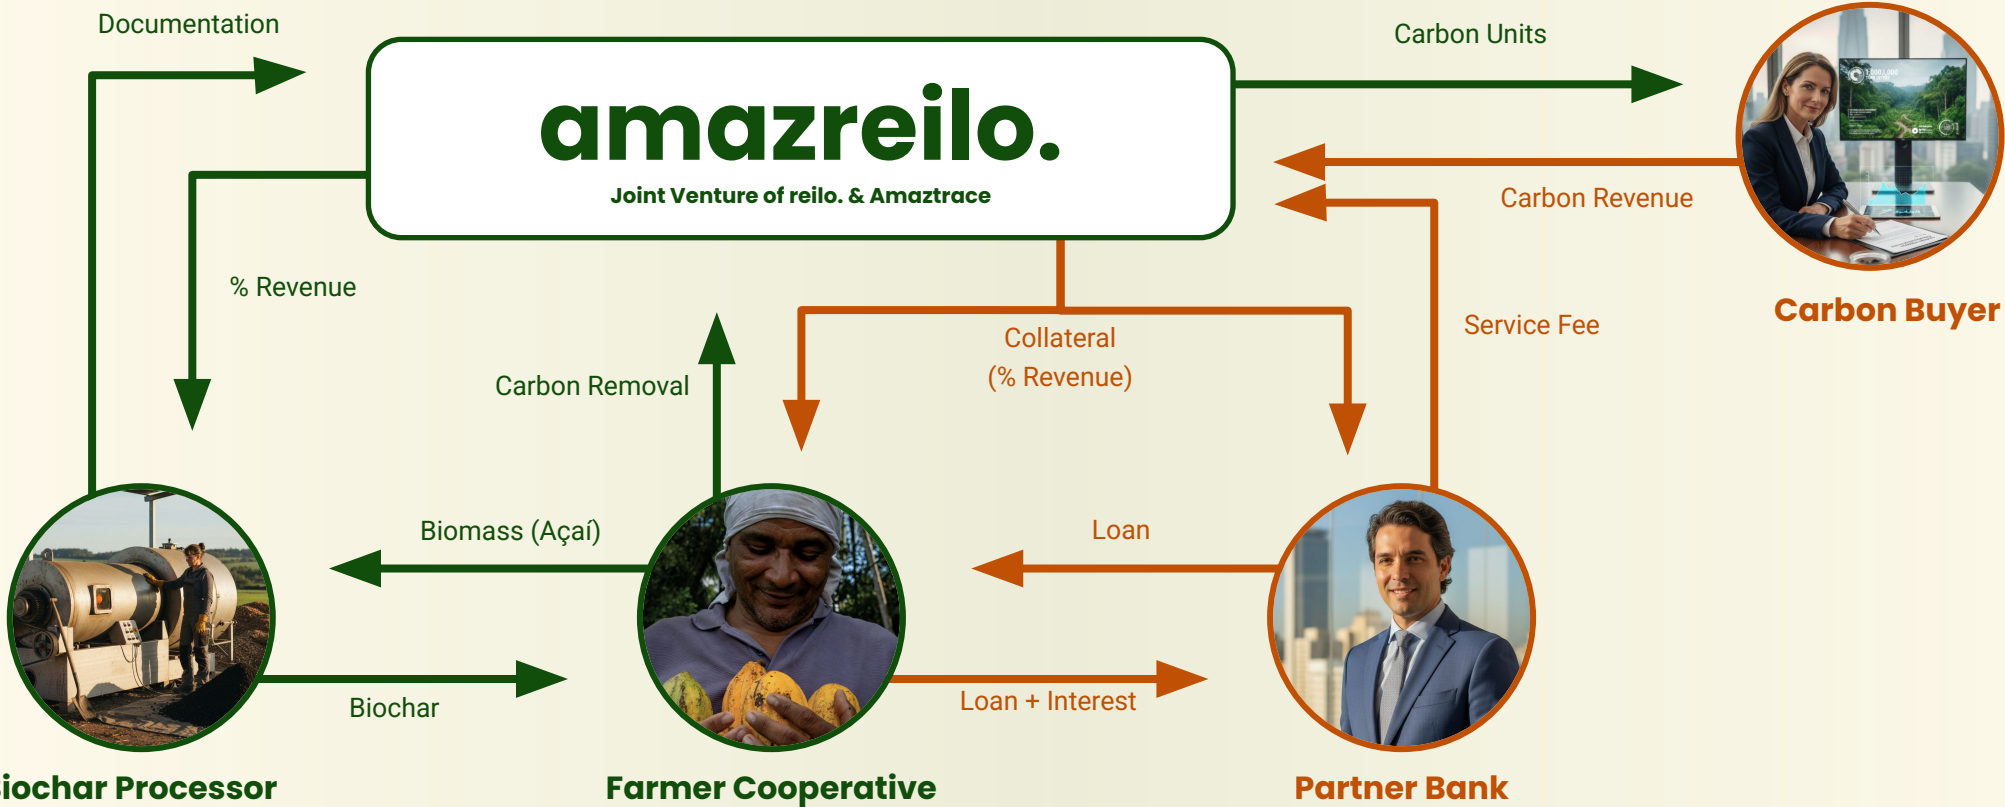 Documentation
Carbon Units
amazreilo.
Joint Venture of reilo. & Amaztrace
Carbon Revenue
% Revenue
Carbon Buyer
Service Fee
Collateral
(% Revenue)
Carbon Removal
Biomass (Açaí)
Loan
Biochar
Loan + Interest
iochar Processor
Farmer Cooperative
Partner Bank